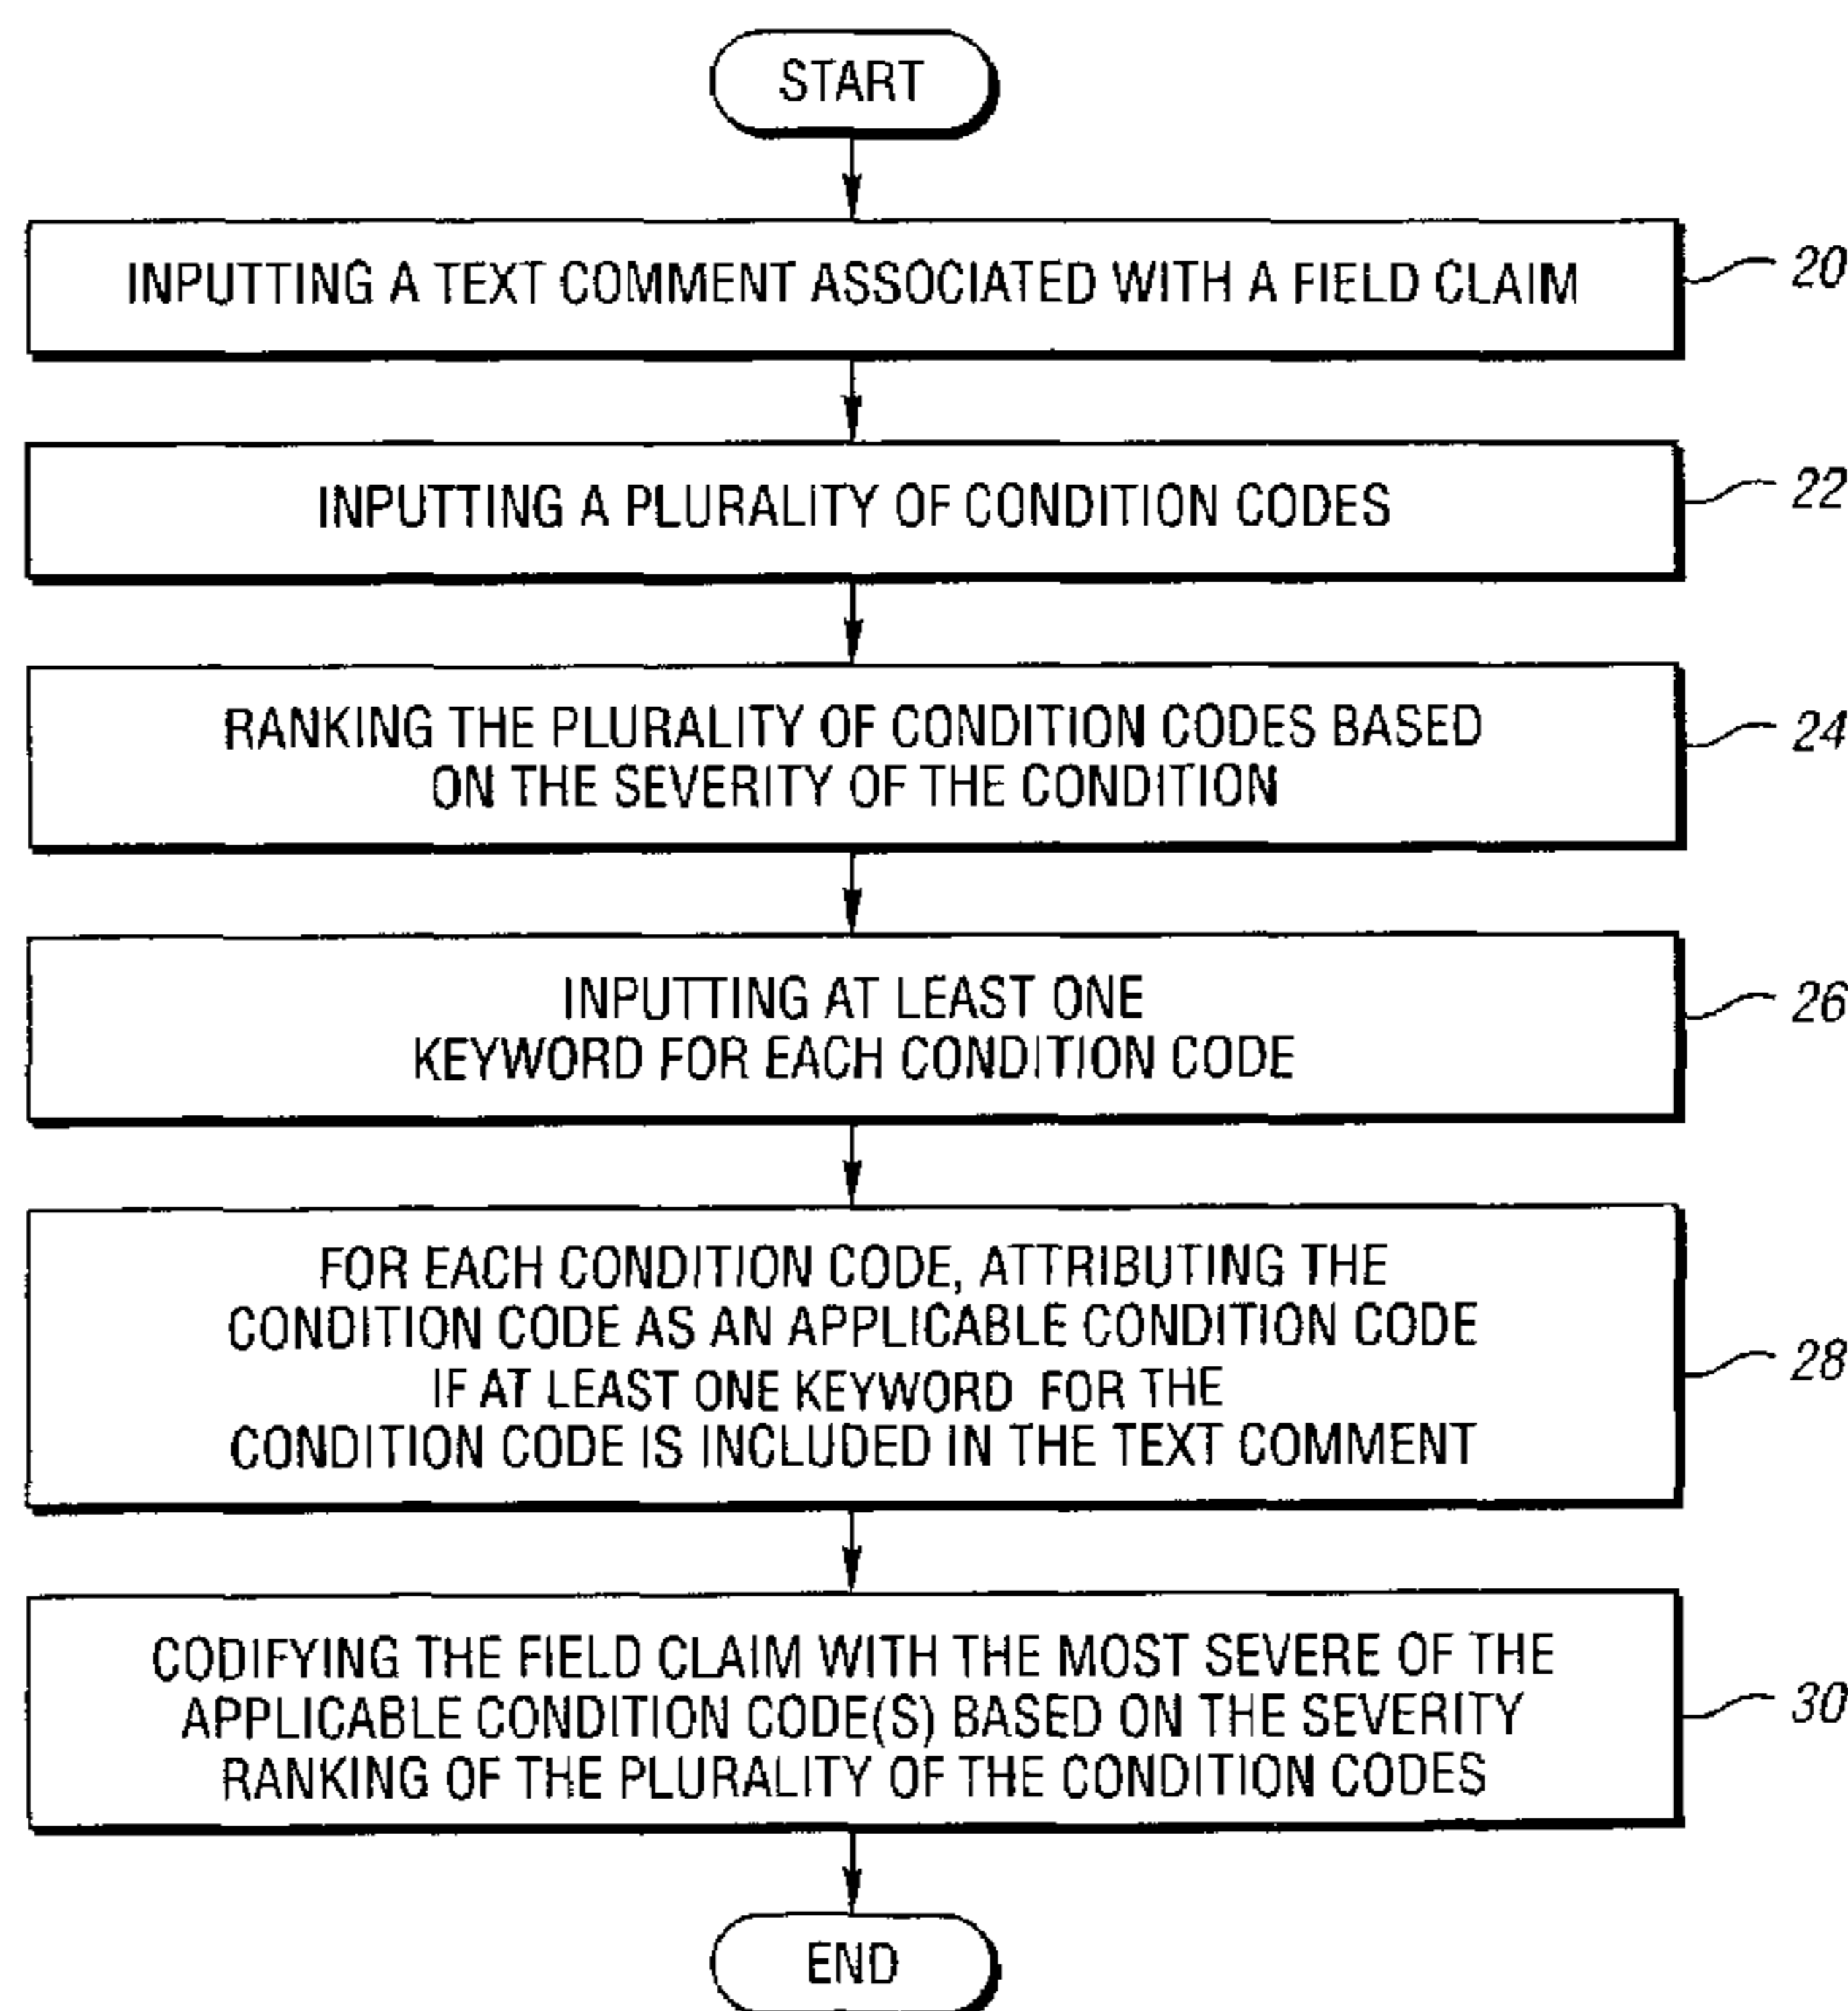 START
INPUTTING A TEXT COMMENT ASSOCIATED WITH A FIELD CLAIM
20
INPUTTING A PLURALITY OF CONDITION CODES
22
RANKING THE PLURALITY OF CONDITION CODES BASED
ON THE SEVERITY OF THE CONDITION
24
INPUTTING AT LEAST ONE
KEYWORD FOR EACH CONDITION CODE
26
FOR EACH CONDITION CODE, ATTRIBUTING THE
CONDITION CODE AS AN APPLICABLE CONDITION CODE
IF AT LEAST ONE KEYWORD FOR THE
CONDITION CODE IS INCLUDED IN THE TEXT COMMENT
28
CODIFYING THE FIELD CLAIM WITH THE MOST SEVERE OF THE
APPLICABLE CONDITION CODE(S) BASED ON THE SEVERITY
RANKING OF THE PLURALITY OF THE CONDITION CODES
30
END